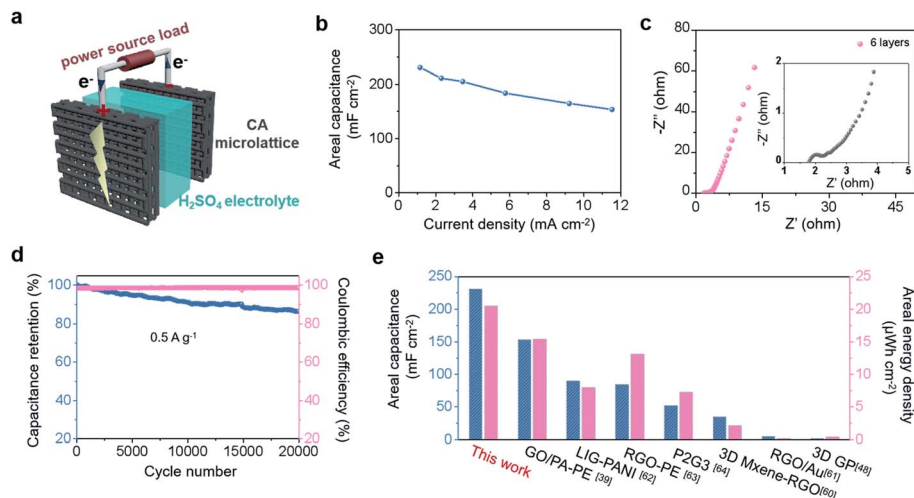 a
power source load
e-
e-
CA
microlattice
H₂SO₄ electrolyte
b
Areal capacitance
(mF cm-2)
300
200
100
0
0 2 4 6 8 10 12
Current density (mA cm-2)
c
6 layers
-Z'' (ohm)
80
60
40
20
0
0 15 30 45
Z' (ohm)
-Z'' (ohm)
2
1
0
1 2 3 4 5
Z' (ohm)
d
Capacitance retention (%)
100
80
60
40
20
0.5 A g-1
Coulombic efficiency (%)
100
80
60
40
20
0 5000 10000 15000 20000
Cycle number
e
Areal capacitance
(mF cm-2)
250
200
150
100
50
0
Areal energy density
(μWh cm-2)
25
20
15
10
5
0
This work
GO/PA-PE [39]
LIG-PANI [62]
RGO-PE [63]
P2G3 [64]
3D Mxene-RGO[60]
RGO/Au[61]
3D GP[48]